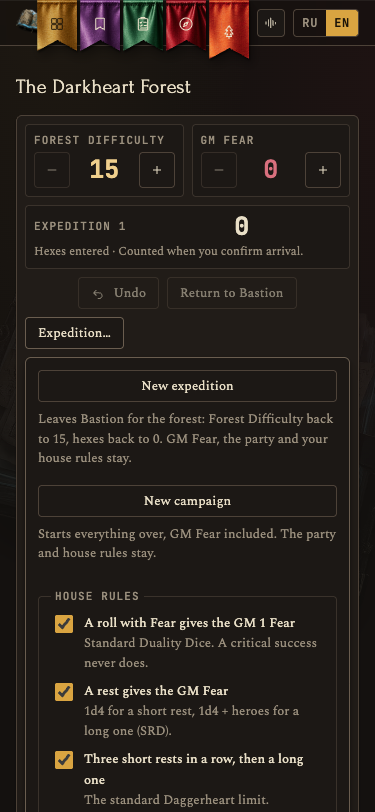 RU EN
The Darkheart Forest
FOREST DIFFICULTY
− 15 +
GM FEAR
− 0 +
EXPEDITION 1 0
Hexes entered · Counted when you confirm arrival.
Undo
Return to Bastion
Expedition…
New expedition
Leaves Bastion for the forest: Forest Difficulty back
to 15, hexes back to 0. GM Fear, the party and your
house rules stay.
New campaign
Starts everything over, GM Fear included. The party
and house rules stay.
HOUSE RULES
A roll with Fear gives the GM 1 Fear
Standard Duality Dice. A critical success
never does.
A rest gives the GM Fear
1d4 for a short rest, 1d4 + heroes for a
long one (SRD).
Three short rests in a row, then a long
one
The standard Daggerheart limit.